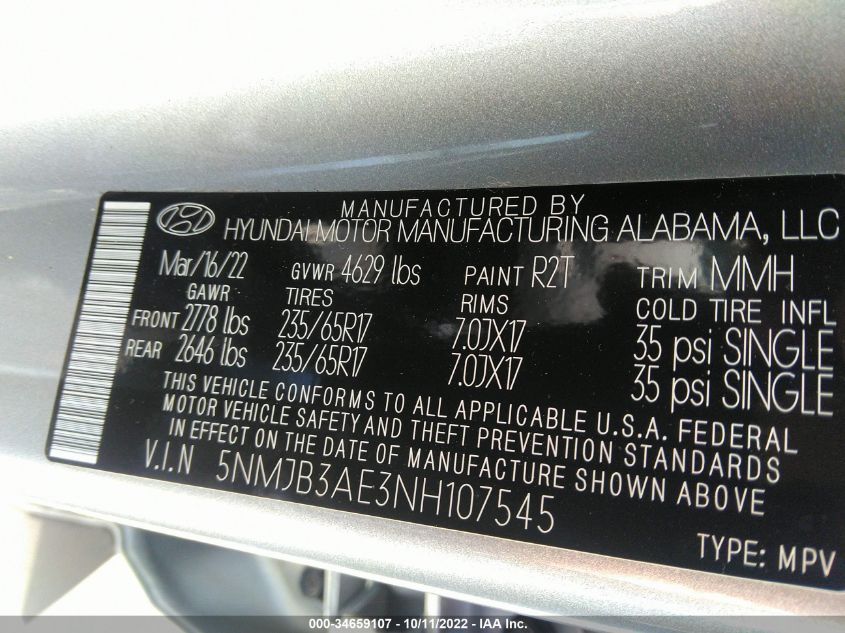 MANUFACTURED BY
HYUNDAI MOTOR MANUFACTURING ALABAMA, LLC
Mar/16/22 GVWR 4629 lbs PAINT R2T TRIM MMH
GAWR TIRES RIMS COLD TIRE INFL
FRONT 2778 lbs 235/65R17 7.0JX17 35 psi SINGLE
REAR 2646 lbs 235/65R17 7.0JX17 35 psi SINGLE
THIS VEHICLE CONFORMS TO ALL APPLICABLE U.S.A. FEDERAL
MOTOR VEHICLE SAFETY AND THEFT PREVENTION STANDARDS
IN EFFECT ON THE DATE OF MANUFACTURE SHOWN ABOVE
V.I.N 5NMJB3AE3NH107545
TYPE: MPV
000-34659107 - 10/11/2022 - IAA Inc.